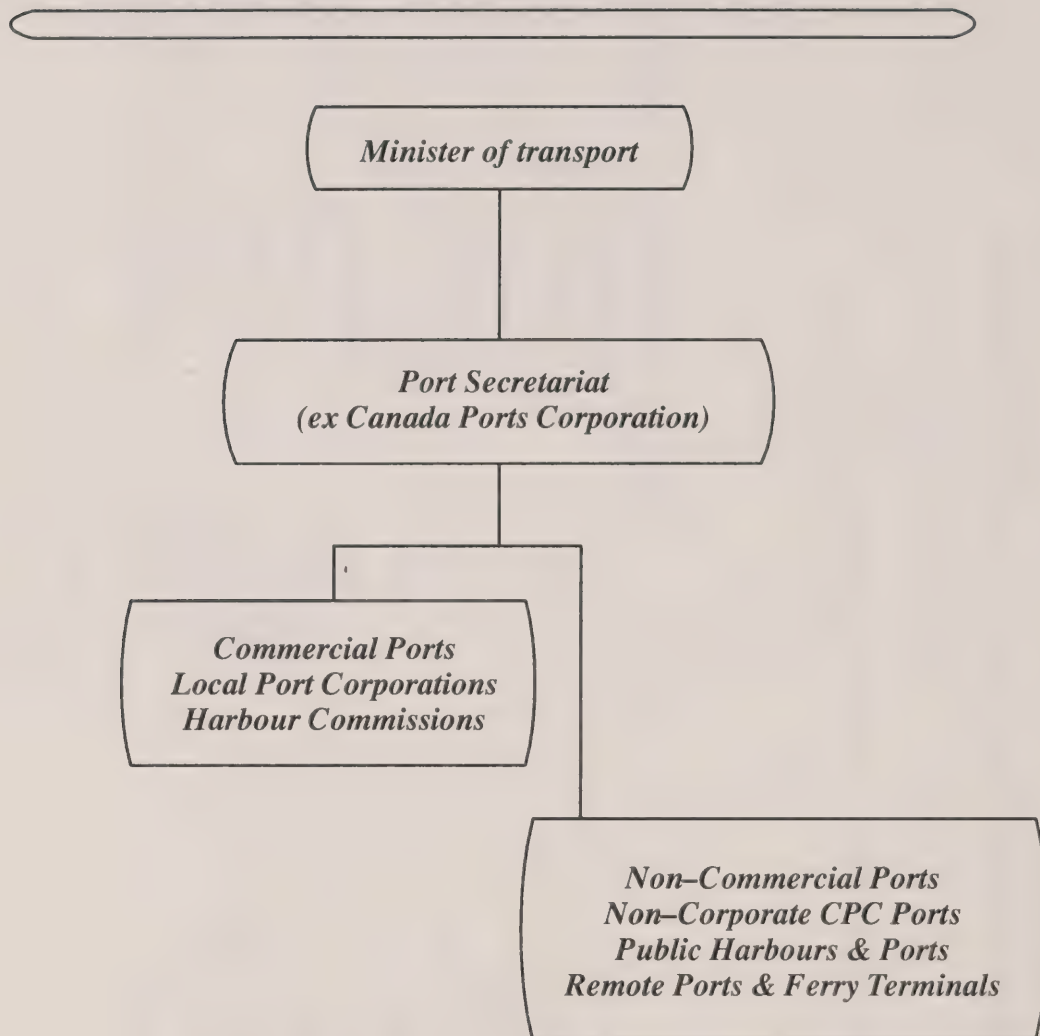 Minister of transport
Port Secretariat
(ex Canada Ports Corporation)
Commercial Ports
Local Port Corporations
Harbour Commissions
Non–Commercial Ports
Non–Corporate CPC Ports
Public Harbours & Ports
Remote Ports & Ferry Terminals